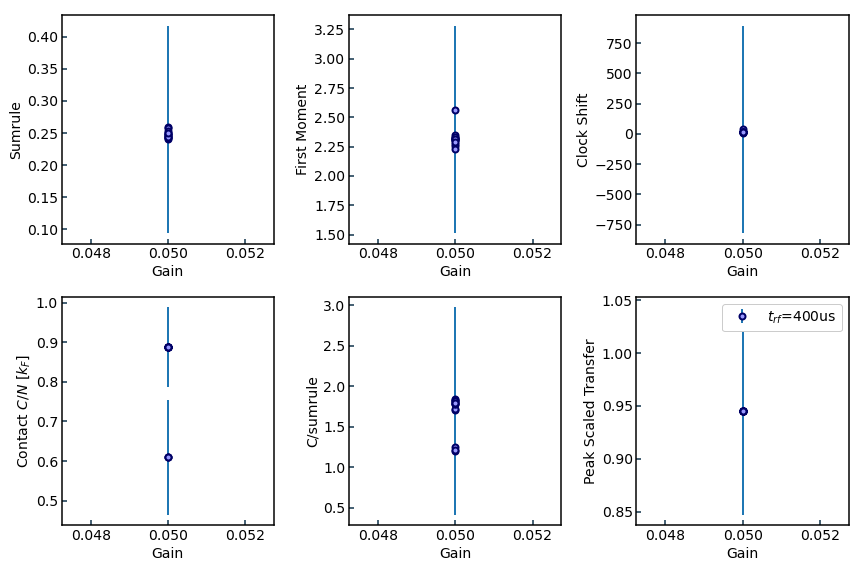 0.40
0.35
0.30
0.25
0.20
0.15
0.10
Sumrule
0.048 0.050 0.052
Gain
3.25
3.00
2.75
2.50
2.25
2.00
1.75
1.50
First Moment
0.048 0.050 0.052
Gain
750
500
250
0
−250
−500
−750
Clock Shift
0.048 0.050 0.052
Gain
1.0
0.9
0.8
0.7
0.6
0.5
Contact C/N [k_F]
0.048 0.050 0.052
Gain
3.0
2.5
2.0
1.5
1.0
0.5
C/sumrule
0.048 0.050 0.052
Gain
1.05
1.00
0.95
0.90
0.85
Peak Scaled Transfer
t_rf=400us
0.048 0.050 0.052
Gain